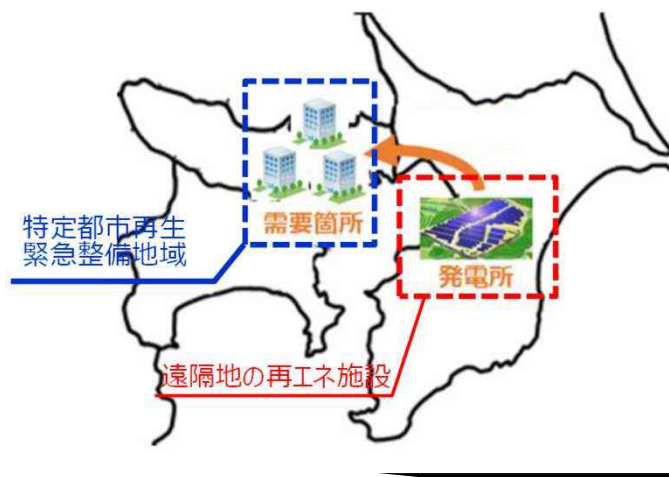 需要箇所
発電所
特定都市再生
緊急整備地域
遠隔地の再エネ施設